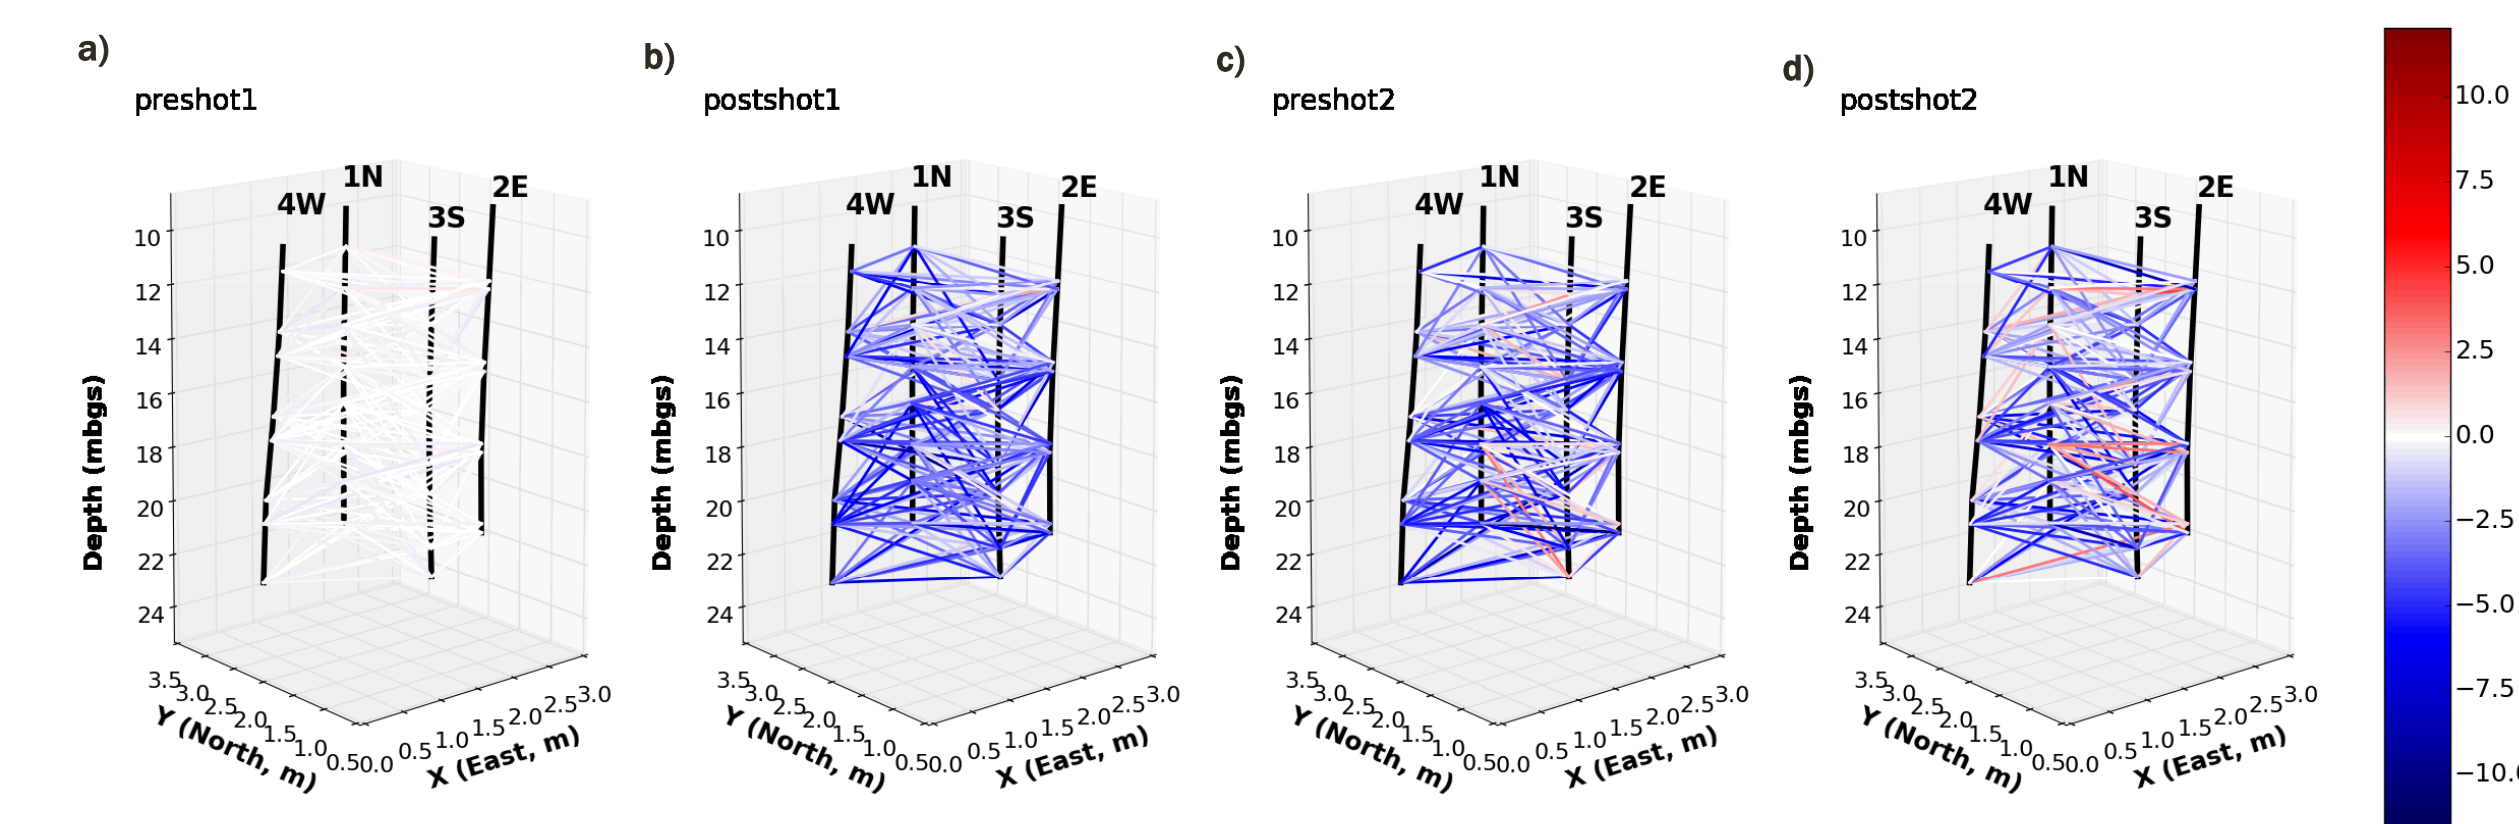 a)
preshot1
4W 1N 3S 2E
10
12
14
16
18
20
22
24
Depth (mbgs)
3.5 3.0 2.5 2.0 1.5 1.0 0.5
Y (North, m)
0.0 0.5 1.0 1.5 2.0 2.5 3.0
X (East, m)
b)
postshot1
4W 1N 3S 2E
10
12
14
16
18
20
22
24
Depth (mbgs)
3.5 3.0 2.5 2.0 1.5 1.0 0.5
Y (North, m)
0.0 0.5 1.0 1.5 2.0 2.5 3.0
X (East, m)
c)
preshot2
4W 1N 3S 2E
10
12
14
16
18
20
22
24
Depth (mbgs)
3.5 3.0 2.5 2.0 1.5 1.0 0.5
Y (North, m)
0.0 0.5 1.0 1.5 2.0 2.5 3.0
X (East, m)
d)
postshot2
4W 1N 3S 2E
10
12
14
16
18
20
22
24
Depth (mbgs)
3.5 3.0 2.5 2.0 1.5 1.0 0.5
Y (North, m)
0.0 0.5 1.0 1.5 2.0 2.5 3.0
X (East, m)
10.0
7.5
5.0
2.5
0.0
−2.5
−5.0
−7.5
−10.0